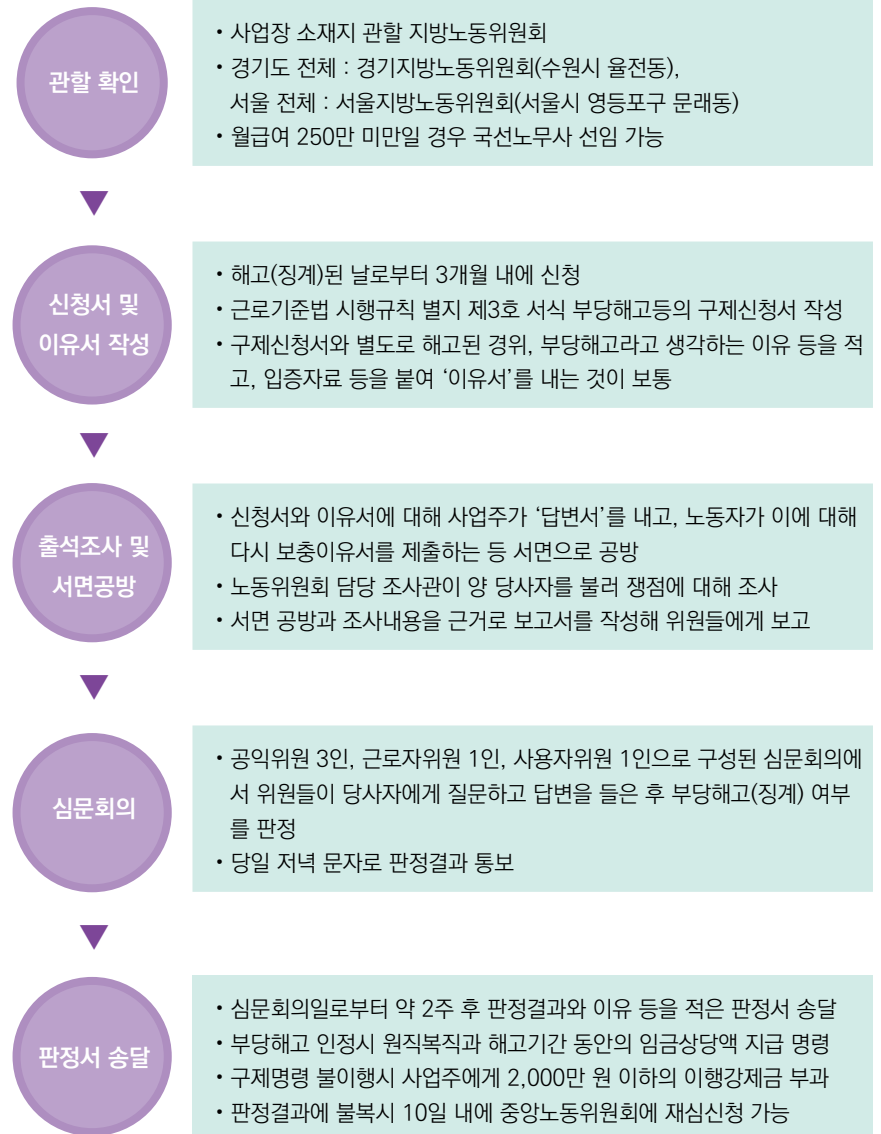 관할 확인
• 사업장 소재지 관할 지방노동위원회
• 경기도 전체 : 경기지방노동위원회(수원시 율전동),
서울 전체 : 서울지방노동위원회(서울시 영등포구 문래동)
• 월급여 250만 미만일 경우 국선노무사 선임 가능
신청서 및
이유서 작성
• 해고(징계)된 날로부터 3개월 내에 신청
• 근로기준법 시행규칙 별지 제3호 서식 부당해고등의 구제신청서 작성
• 구제신청서와 별도로 해고된 경위, 부당해고라고 생각하는 이유 등을 적
고, 입증자료 등을 붙여 ‘이유서’를 내는 것이 보통
출석조사 및
서면공방
• 신청서와 이유서에 대해 사업주가 ‘답변서’를 내고, 노동자가 이에 대해
다시 보충이유서를 제출하는 등 서면으로 공방
• 노동위원회 담당 조사관이 양 당사자를 불러 쟁점에 대해 조사
• 서면 공방과 조사내용을 근거로 보고서를 작성해 위원들에게 보고
심문회의
• 공익위원 3인, 근로자위원 1인, 사용자위원 1인으로 구성된 심문회의에
서 위원들이 당사자에게 질문하고 답변을 들은 후 부당해고(징계) 여부
를 판정
• 당일 저녁 문자로 판정결과 통보
판정서 송달
• 심문회의일로부터 약 2주 후 판정결과와 이유 등을 적은 판정서 송달
• 부당해고 인정시 원직복직과 해고기간 동안의 임금상당액 지급 명령
• 구제명령 불이행시 사업주에게 2,000만 원 이하의 이행강제금 부과
• 판정결과에 불복시 10일 내에 중앙노동위원회에 재심신청 가능